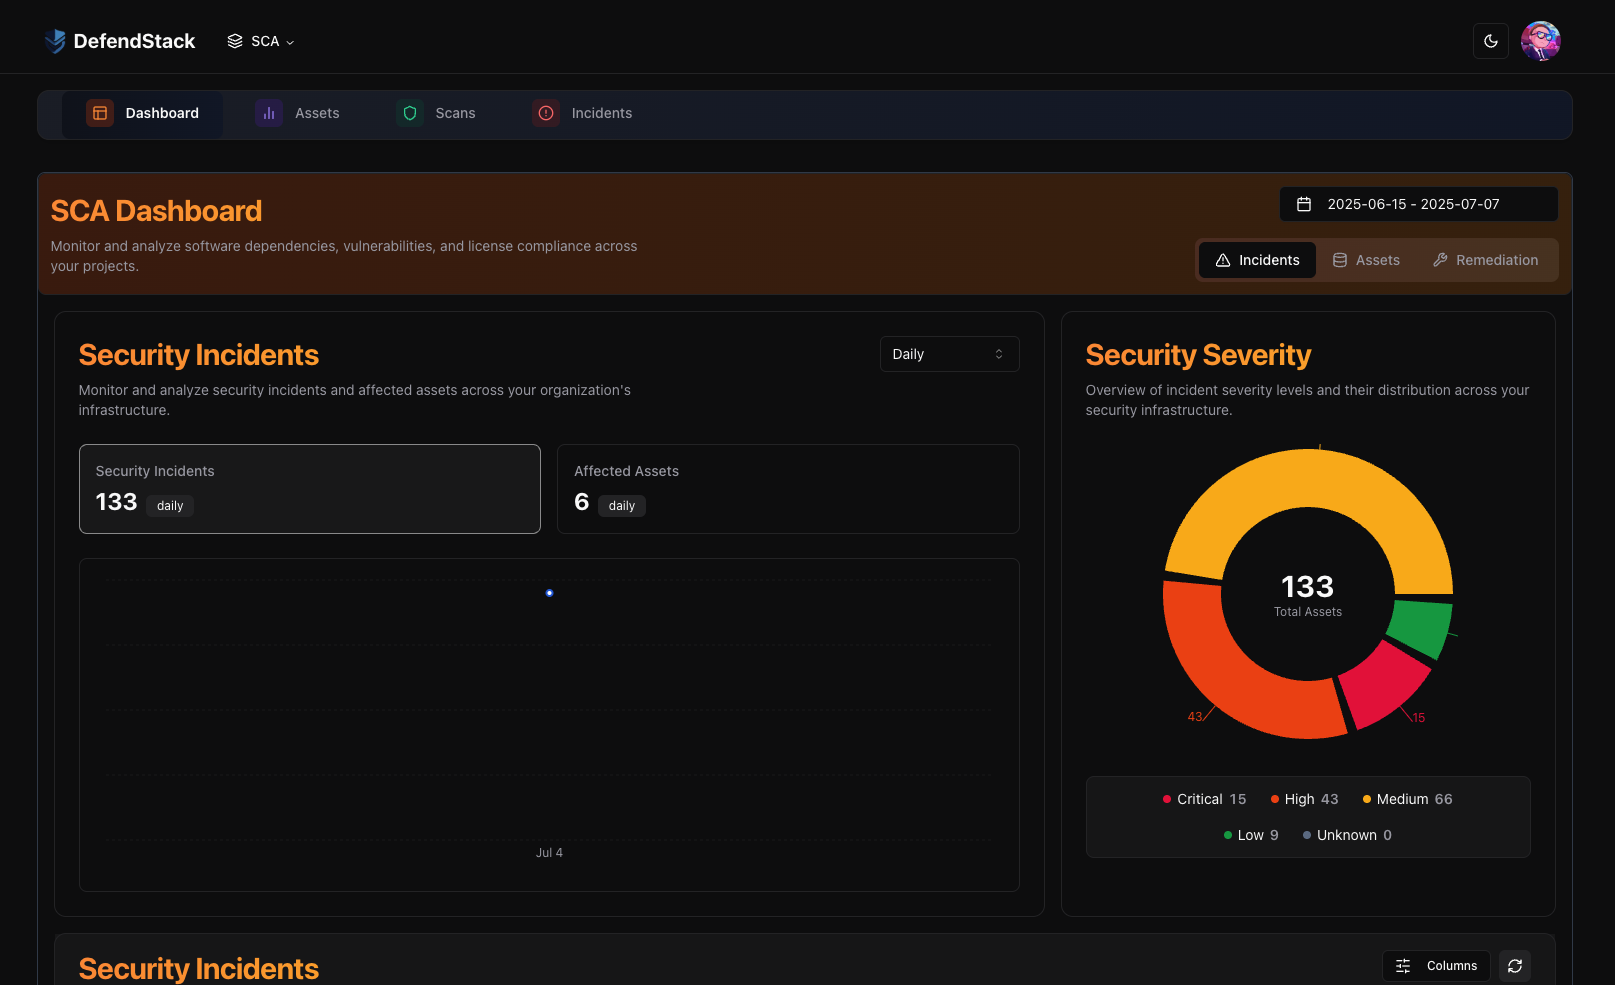 DefendStack
SCA
Dashboard
Assets
Scans
Incidents
SCA Dashboard
Monitor and analyze software dependencies, vulnerabilities, and license compliance across
your projects.
2025-06-15 - 2025-07-07
Incidents
Assets
Remediation
Security Incidents
Monitor and analyze security incidents and affected assets across your organization's
infrastructure.
Daily
Security Incidents
133 daily
Affected Assets
6 daily
Jul 4
Security Severity
Overview of incident severity levels and their distribution across your
security infrastructure.
133
Total Assets
43
15
Critical 15
High 43
Medium 66
Low 9
Unknown 0
Security Incidents
Columns